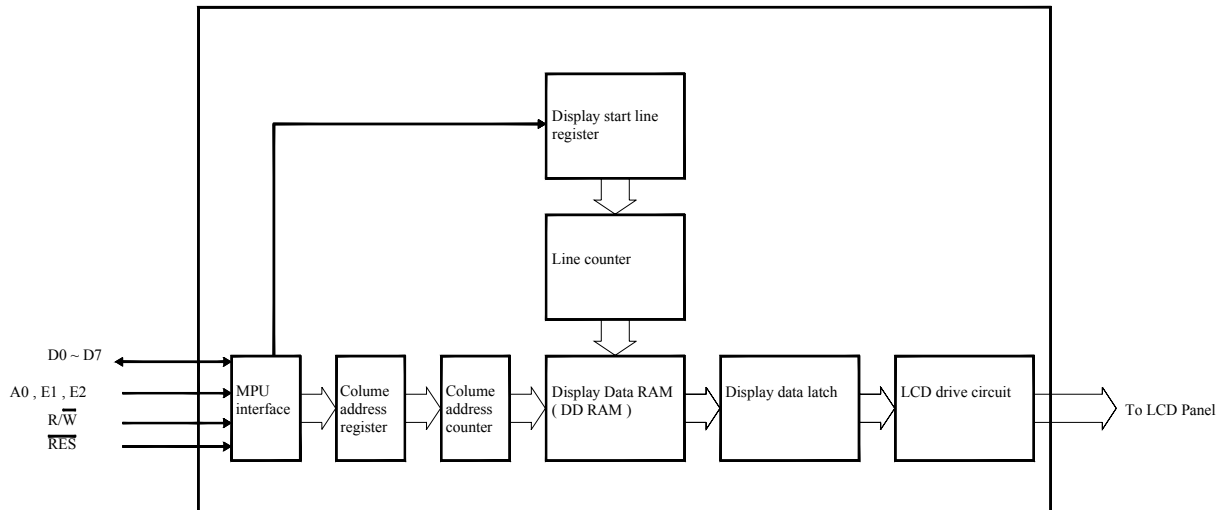 Display start line
register
Line counter
D0 ~ D7
A0 , E1 , E2
R/W̅
R̅E̅S̅
MPU
interface
Colume
address
register
Colume
address
counter
Display Data RAM
( DD RAM )
Display data latch
LCD drive circuit
To LCD Panel